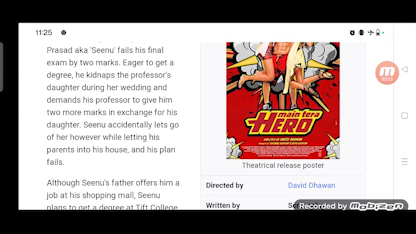 11:25
Prasad aka 'Seenu' fails his final
exam by two marks. Eager to get a
degree, he kidnaps the professor's
daughter during her wedding and
demands his professor to give him
two more marks in exchange for his
daughter. Seenu accidentally lets go
of her however while letting his
parents into his house, and his plan
fails.
Although Seenu's father offers him a
job at his shopping mall, Seenu
plans to get a degree at Tift College
main tera
HERO
Theatrical release poster
Directed by
David Dhawan
Written by
Recorded by Mobizen